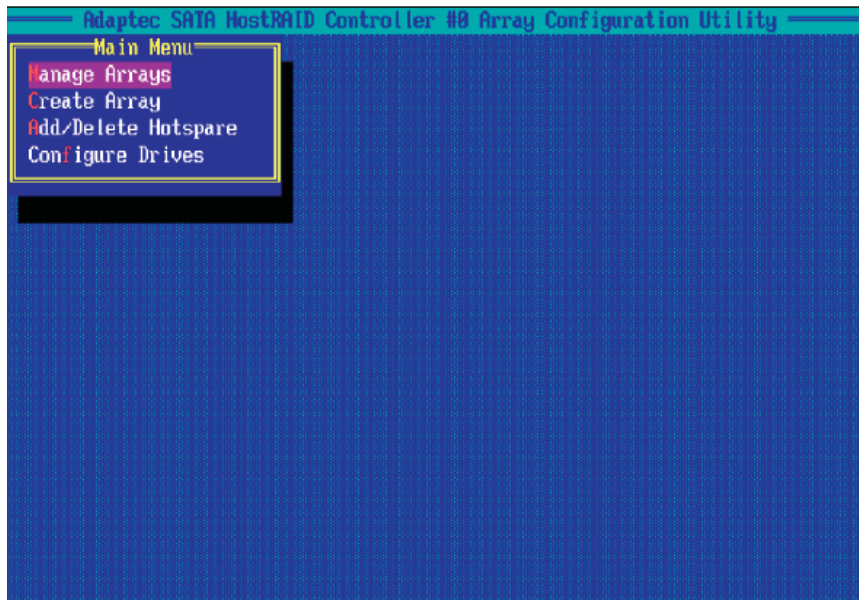 Adaptec SATA HostRAID Controller #0 Array Configuration Utility
Main Menu
Manage Arrays
Create Array
Add/Delete Hotspare
Configure Drives